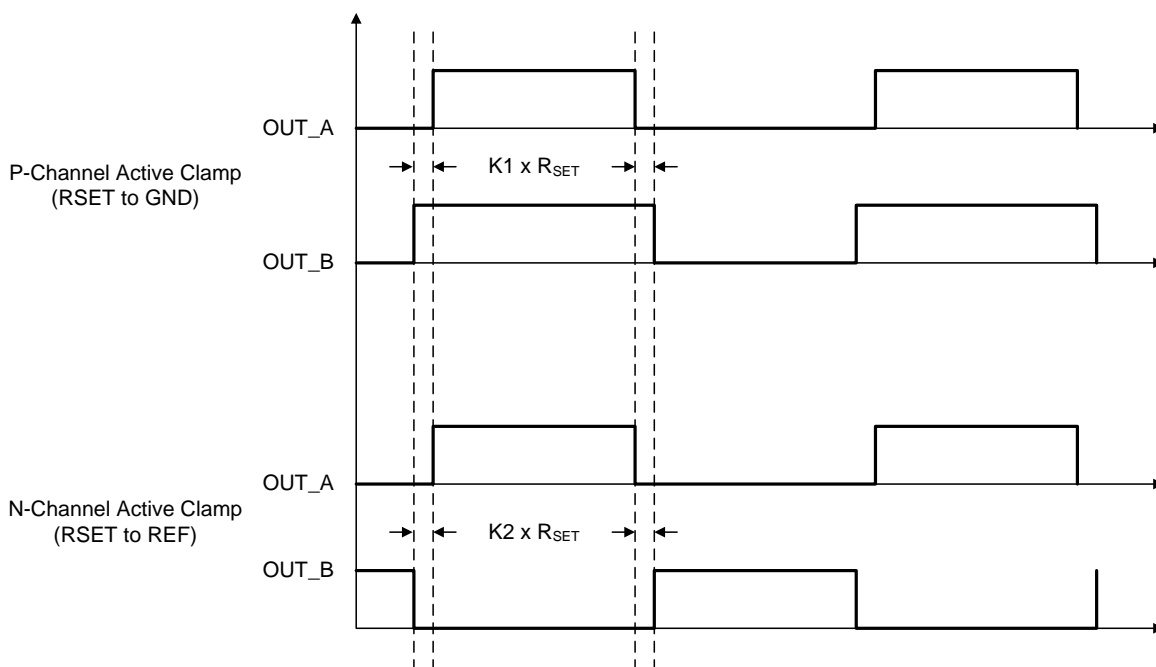 OUT_A
P-Channel Active Clamp
(RSET to GND)
K1 x RSET
OUT_B
OUT_A
N-Channel Active Clamp
(RSET to REF)
K2 x RSET
OUT_B